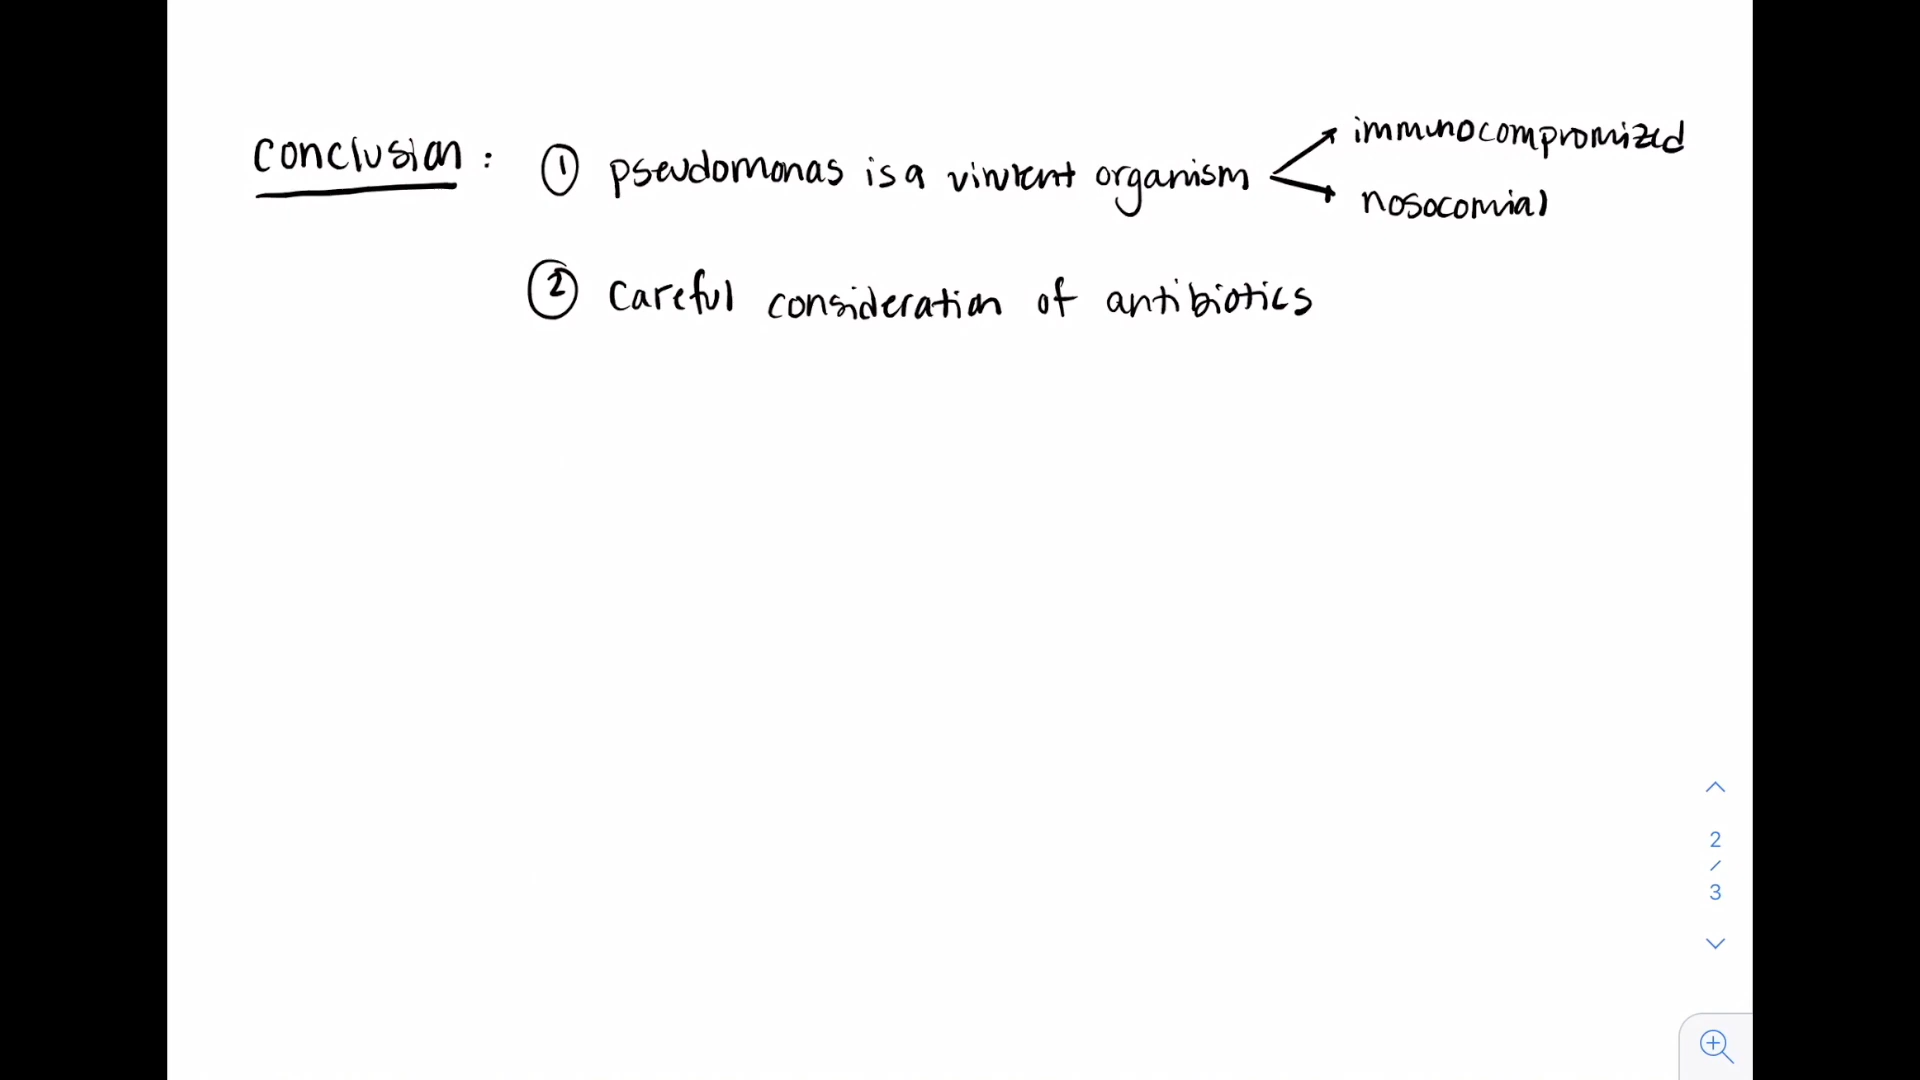 Conclusion : ① pseudomonas is a virulent organism → immunocompromized
→ nosocomial
② Careful consideration of antibiotics
2
/
3